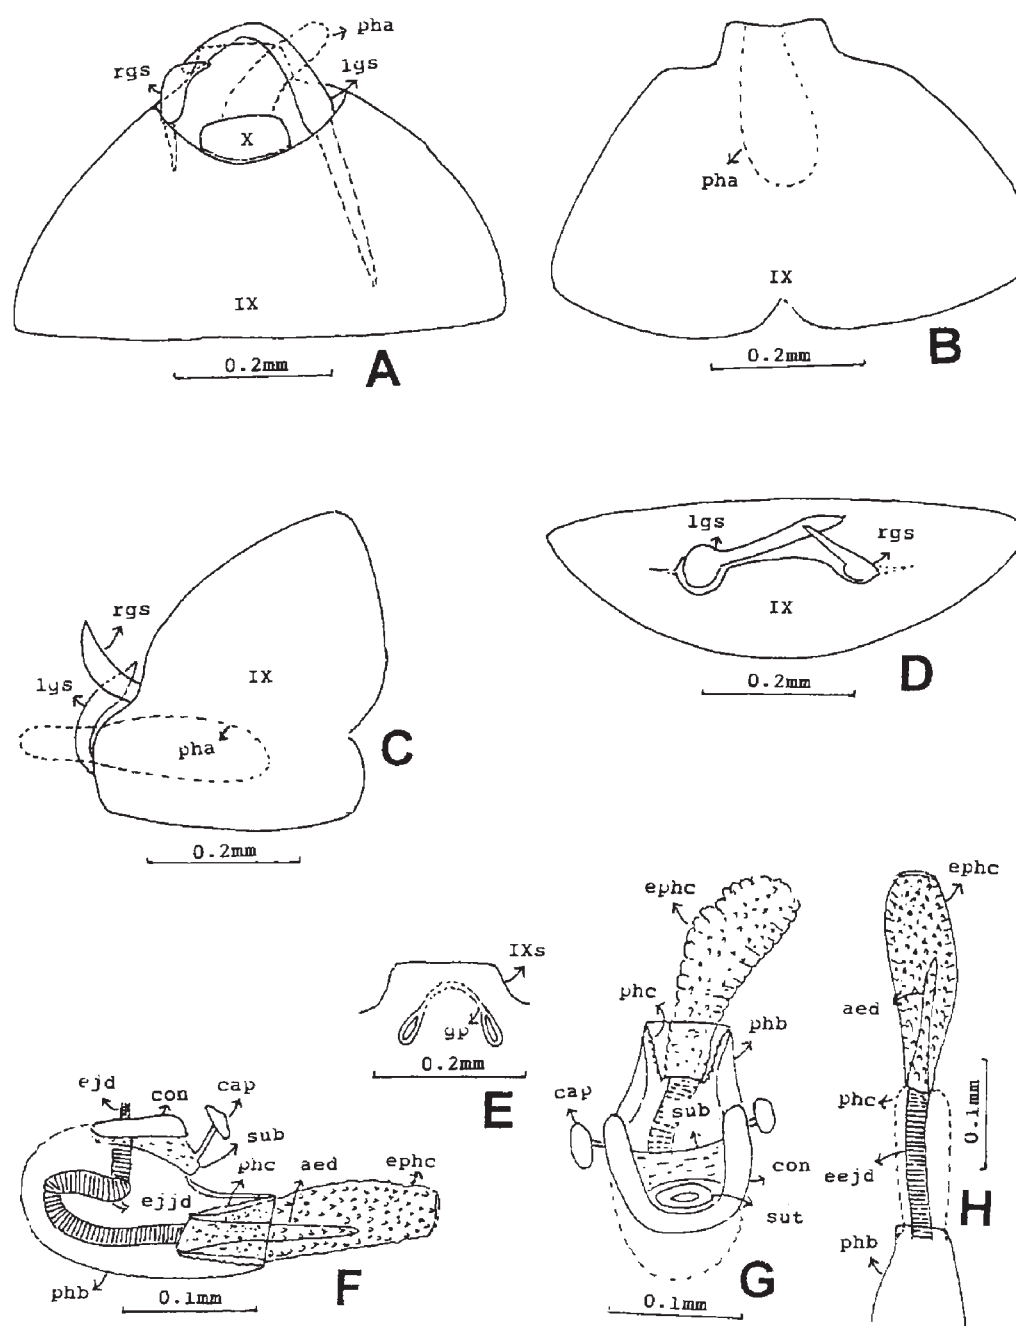 pha
rgs
lgs
X
IX
0.2mm
A
pha
IX
0.2mm
B
rgs
lgs
IX
pha
C
0.2mm
lgs
rgs
IX
0.2mm
D
IXs
gp
0.2mm
E
ejd
con
cap
sub
phc
aed
ephc
ejjd
phb
0.1mm
F
ephc
phc
phb
cap
sub
con
sut
0.1mm
G
ephc
aed
phc
0.1mm
eejd
phb
H